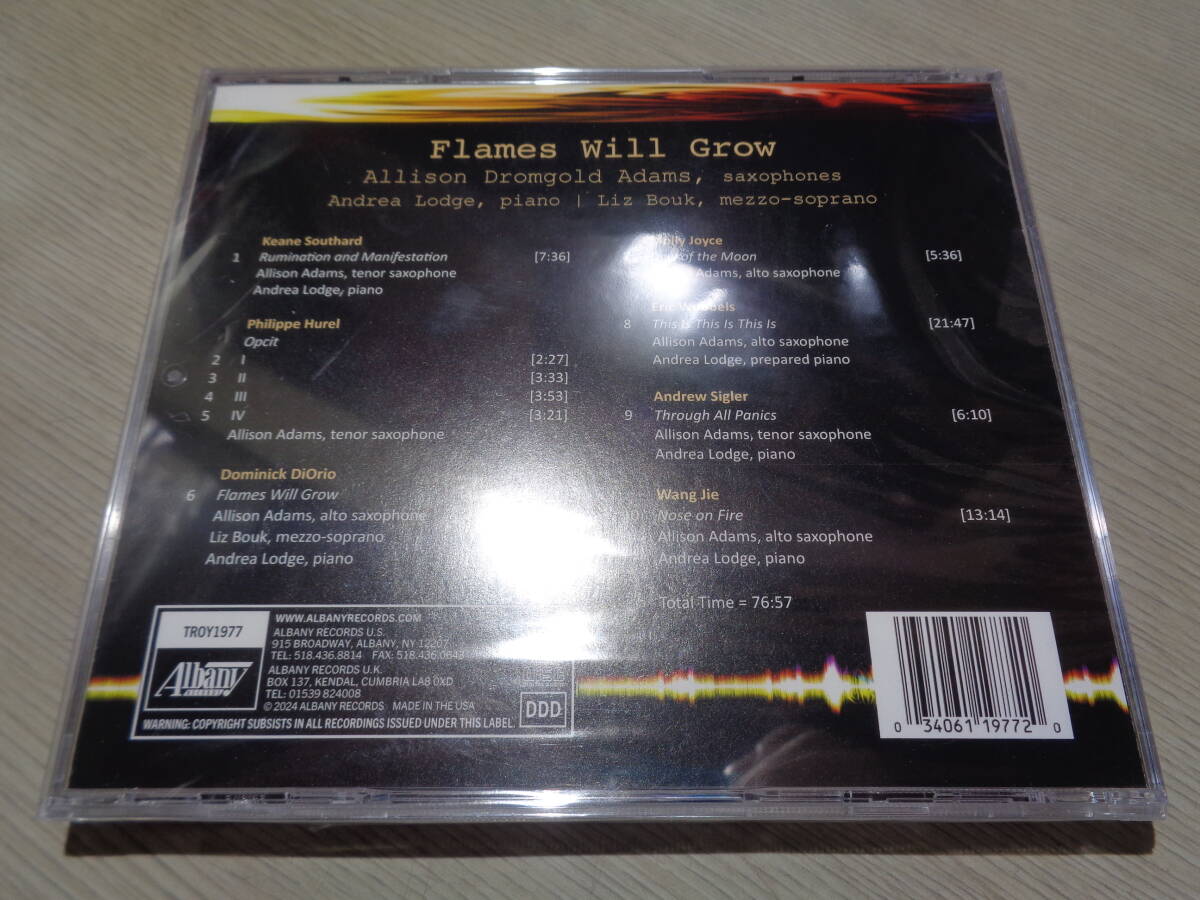 Flames Will Grow
Allison Dromgold Adams, saxophones
Andrea Lodge, piano | Liz Bouk, mezzo-soprano
Keane Southard
1 Rumination and Manifestation [7:36]
Allison Adams, tenor saxophone
Andrea Lodge, piano
Philippe Hurel
Opcit
2 I [2:27]
3 II [3:33]
4 III [3:53]
5 IV [3:21]
Allison Adams, tenor saxophone
Dominick DiOrio
6 Flames Will Grow
Allison Adams, alto saxophone
Liz Bouk, mezzo-soprano
Andrea Lodge, piano
Joyce
of the Moon [5:36]
Adams, alto saxophone
8 This Is This Is This Is [21:47]
Allison Adams, alto saxophone
Andrea Lodge, prepared piano
Andrew Sigler
9 Through All Panics [6:10]
Allison Adams, tenor saxophone
Andrea Lodge, piano
Wang Jie
Nose on Fire [13:14]
Allison Adams, alto saxophone
Andrea Lodge, piano
Total Time = 76:57
TROY1977
Albany
RECORDS
WWW.ALBANYRECORDS.COM
ALBANY RECORDS U.S.
915 BROADWAY, ALBANY, NY 12207
TEL: 518.436.8814 FAX: 518.436.0643
ALBANY RECORDS U.K.
BOX 137, KENDAL, CUMBRIA LA8 0XD
TEL: 01539 824008
© 2024 ALBANY RECORDS MADE IN THE USA
DDD
WARNING: COPYRIGHT SUBSISTS IN ALL RECORDINGS ISSUED UNDER THIS LABEL.
0 34061 19772 0